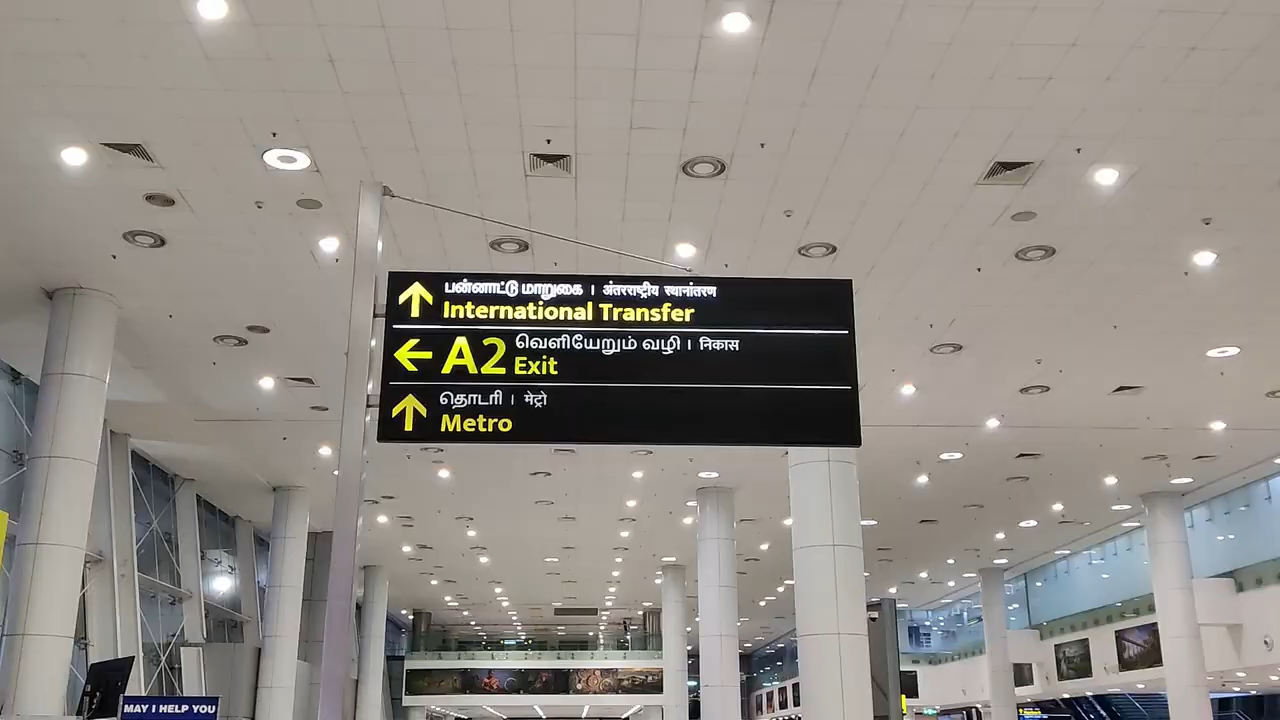 பன்னாட்டு மாறுகை | अंतरराष्ट्रीय स्थानांतरण
International Transfer
A2 வெளியேறும் வழி | निकास
Exit
தொடரி | मेट्रो
Metro
MAY I HELP YOU